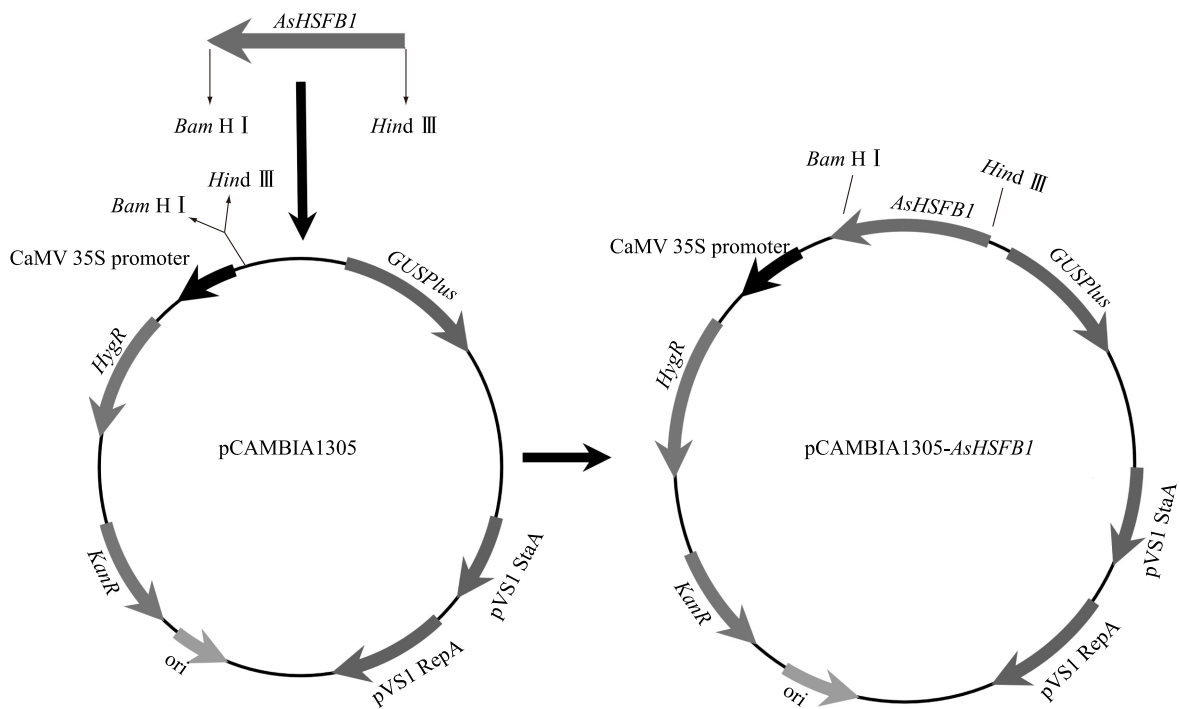 AsHSFB1
Bam H Ⅰ
Hind Ⅲ
Hind Ⅲ
Bam H Ⅰ
CaMV 35S promoter
GUSPlus
HygR
pCAMBIA1305
KanR
ori
pVS1 RepA
pVS1 StaA
Bam H Ⅰ
Hind Ⅲ
AsHSFB1
CaMV 35S promoter
GUSPlus
HygR
pCAMBIA1305-AsHSFB1
KanR
ori
pVS1 RepA
pVS1 StaA